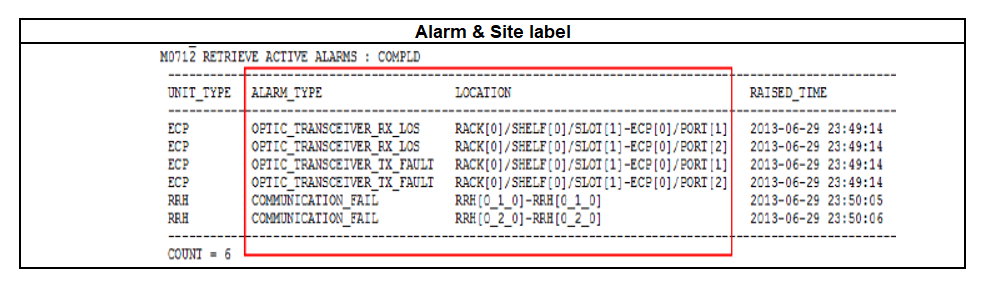 Alarm & Site label
M0712 RETRIEVE ACTIVE ALARMS : COMPLD
UNIT_TYPE ALARM_TYPE LOCATION RAISED_TIME
ECP OPTIC_TRANSCEIVER_RX_LOS RACK[0]/SHELF[0]/SLOT[1]-ECP[0]/PORT[1] 2013-06-29 23:49:14
ECP OPTIC_TRANSCEIVER_RX_LOS RACK[0]/SHELF[0]/SLOT[1]-ECP[0]/PORT[2] 2013-06-29 23:49:14
ECP OPTIC_TRANSCEIVER_TX_FAULT RACK[0]/SHELF[0]/SLOT[1]-ECP[0]/PORT[1] 2013-06-29 23:49:14
ECP OPTIC_TRANSCEIVER_TX_FAULT RACK[0]/SHELF[0]/SLOT[1]-ECP[0]/PORT[2] 2013-06-29 23:49:14
RRH COMMUNICATION_FAIL RRH[0_1_0]-RRH[0_1_0] 2013-06-29 23:50:05
RRH COMMUNICATION_FAIL RRH[0_2_0]-RRH[0_2_0] 2013-06-29 23:50:06
COUNT = 6